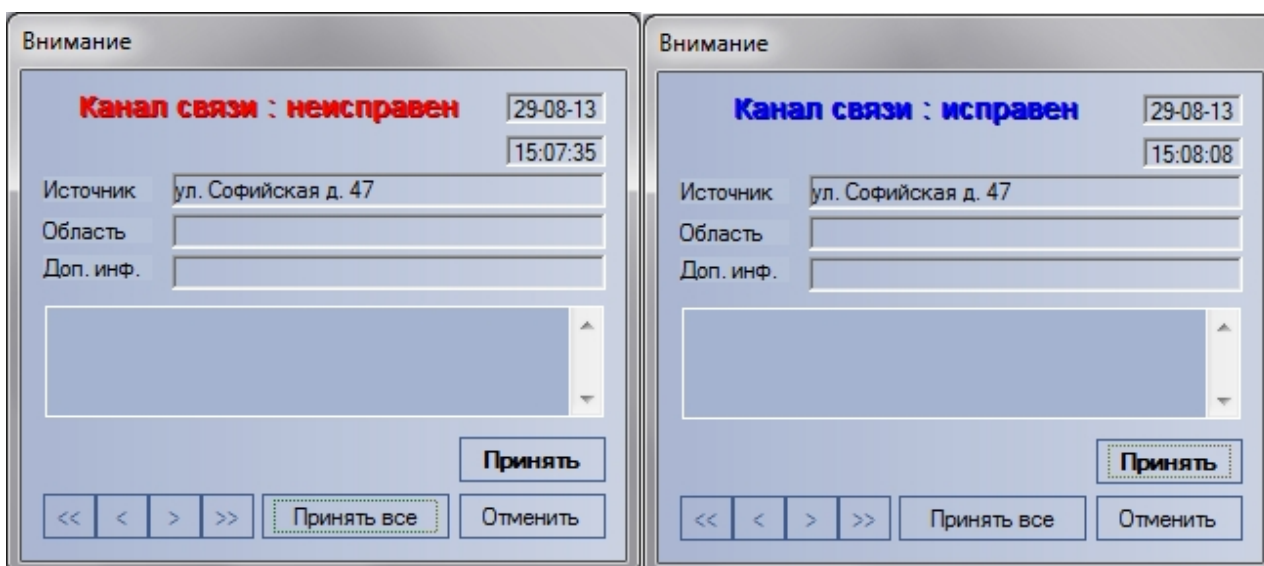 Внимание
Канал связи : неисправен
29-08-13
15:07:35
Источник
ул. Софийская д. 47
Область
Доп. инф.
Принять
<< < > >> Принять все Отменить
Внимание
Канал связи : исправен
29-08-13
15:08:08
Источник
ул. Софийская д. 47
Область
Доп. инф.
Принять
<< < > >> Принять все Отменить